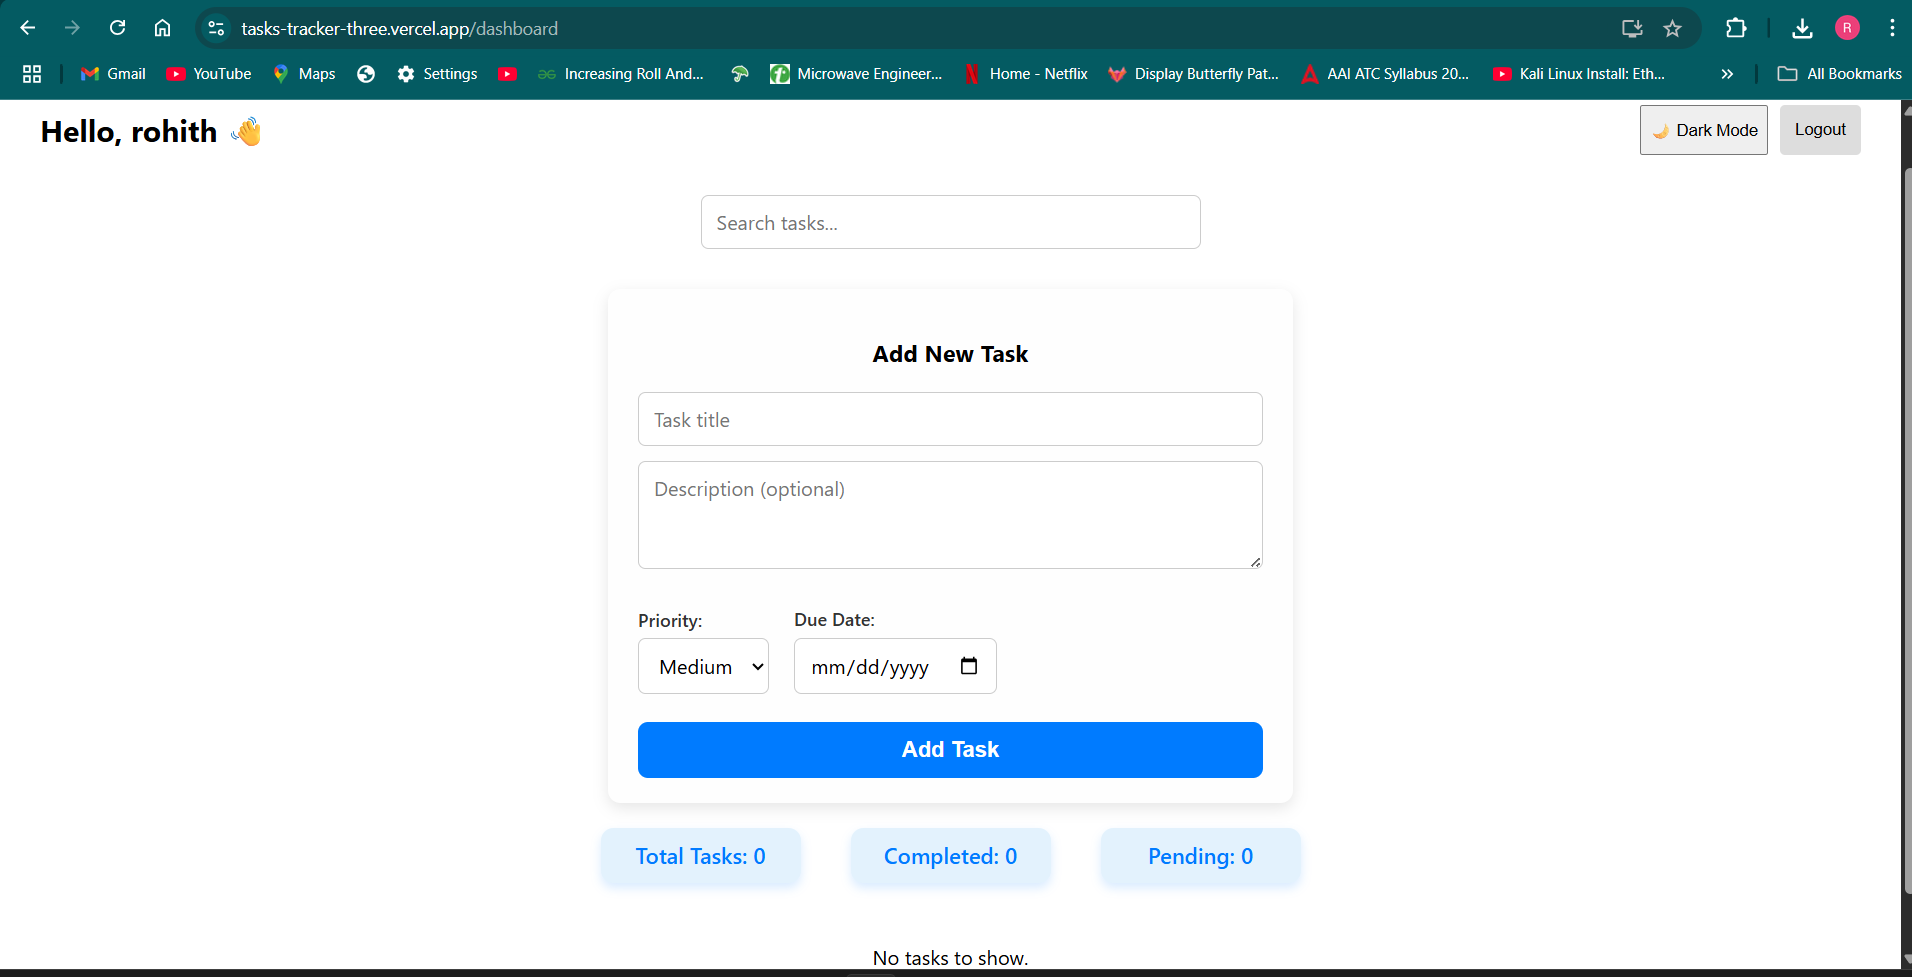 tasks-tracker-three.vercel.app/dashboard
R
Gmail YouTube Maps Settings Increasing Roll And... Microwave Engineer... Home - Netflix Display Butterfly Pat... AAI ATC Syllabus 20... Kali Linux Install: Eth... » All Bookmarks
Hello, rohith 👋
🌙 Dark Mode Logout
Search tasks...
Add New Task
Task title
Description (optional)
Priority: Due Date:
Medium mm/dd/yyyy
Add Task
Total Tasks: 0 Completed: 0 Pending: 0
No tasks to show.